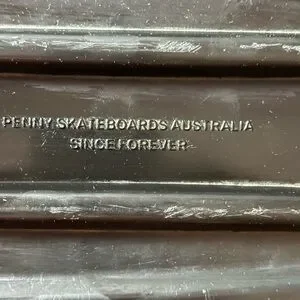 PENNY SKATEBOARDS AUSTRALIA
SINCE FOREVER